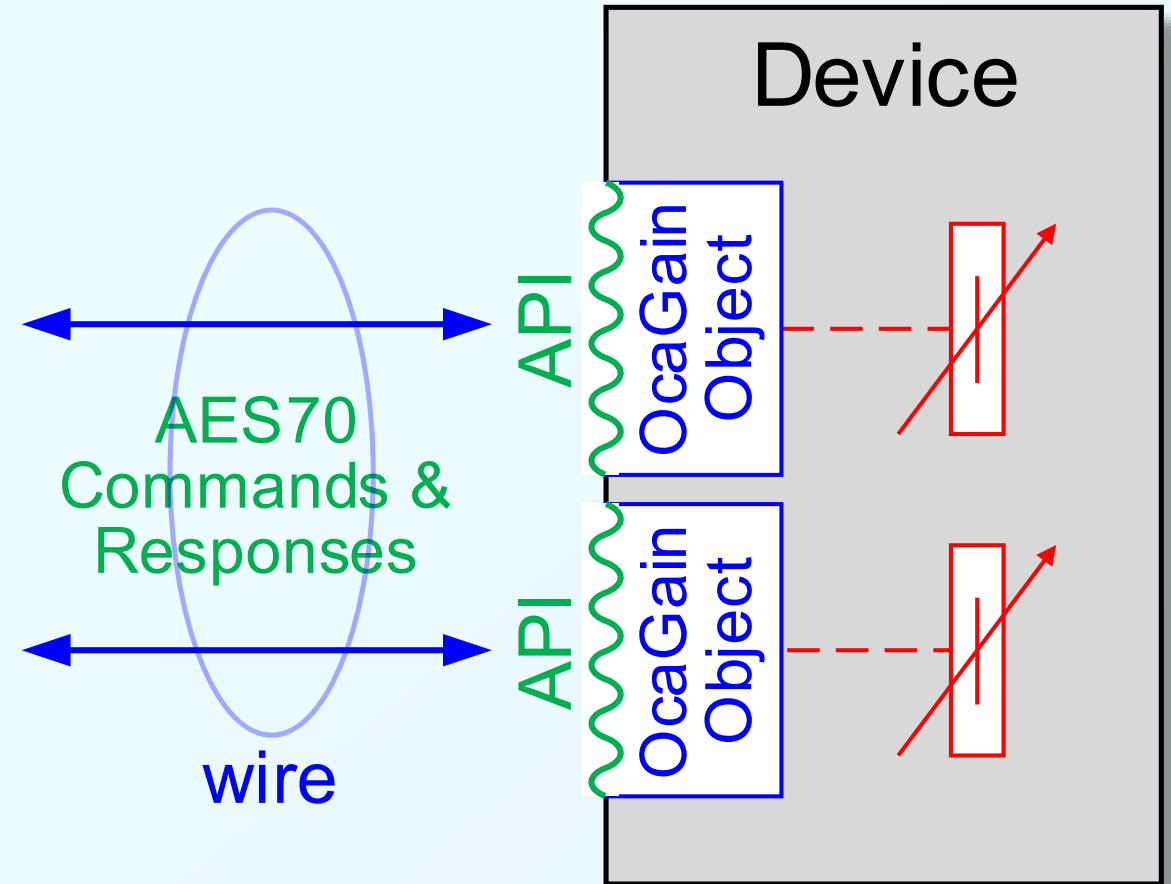 Device
API
OcaGain
Object
AES70
Commands &
Responses
API
OcaGain
Object
wire